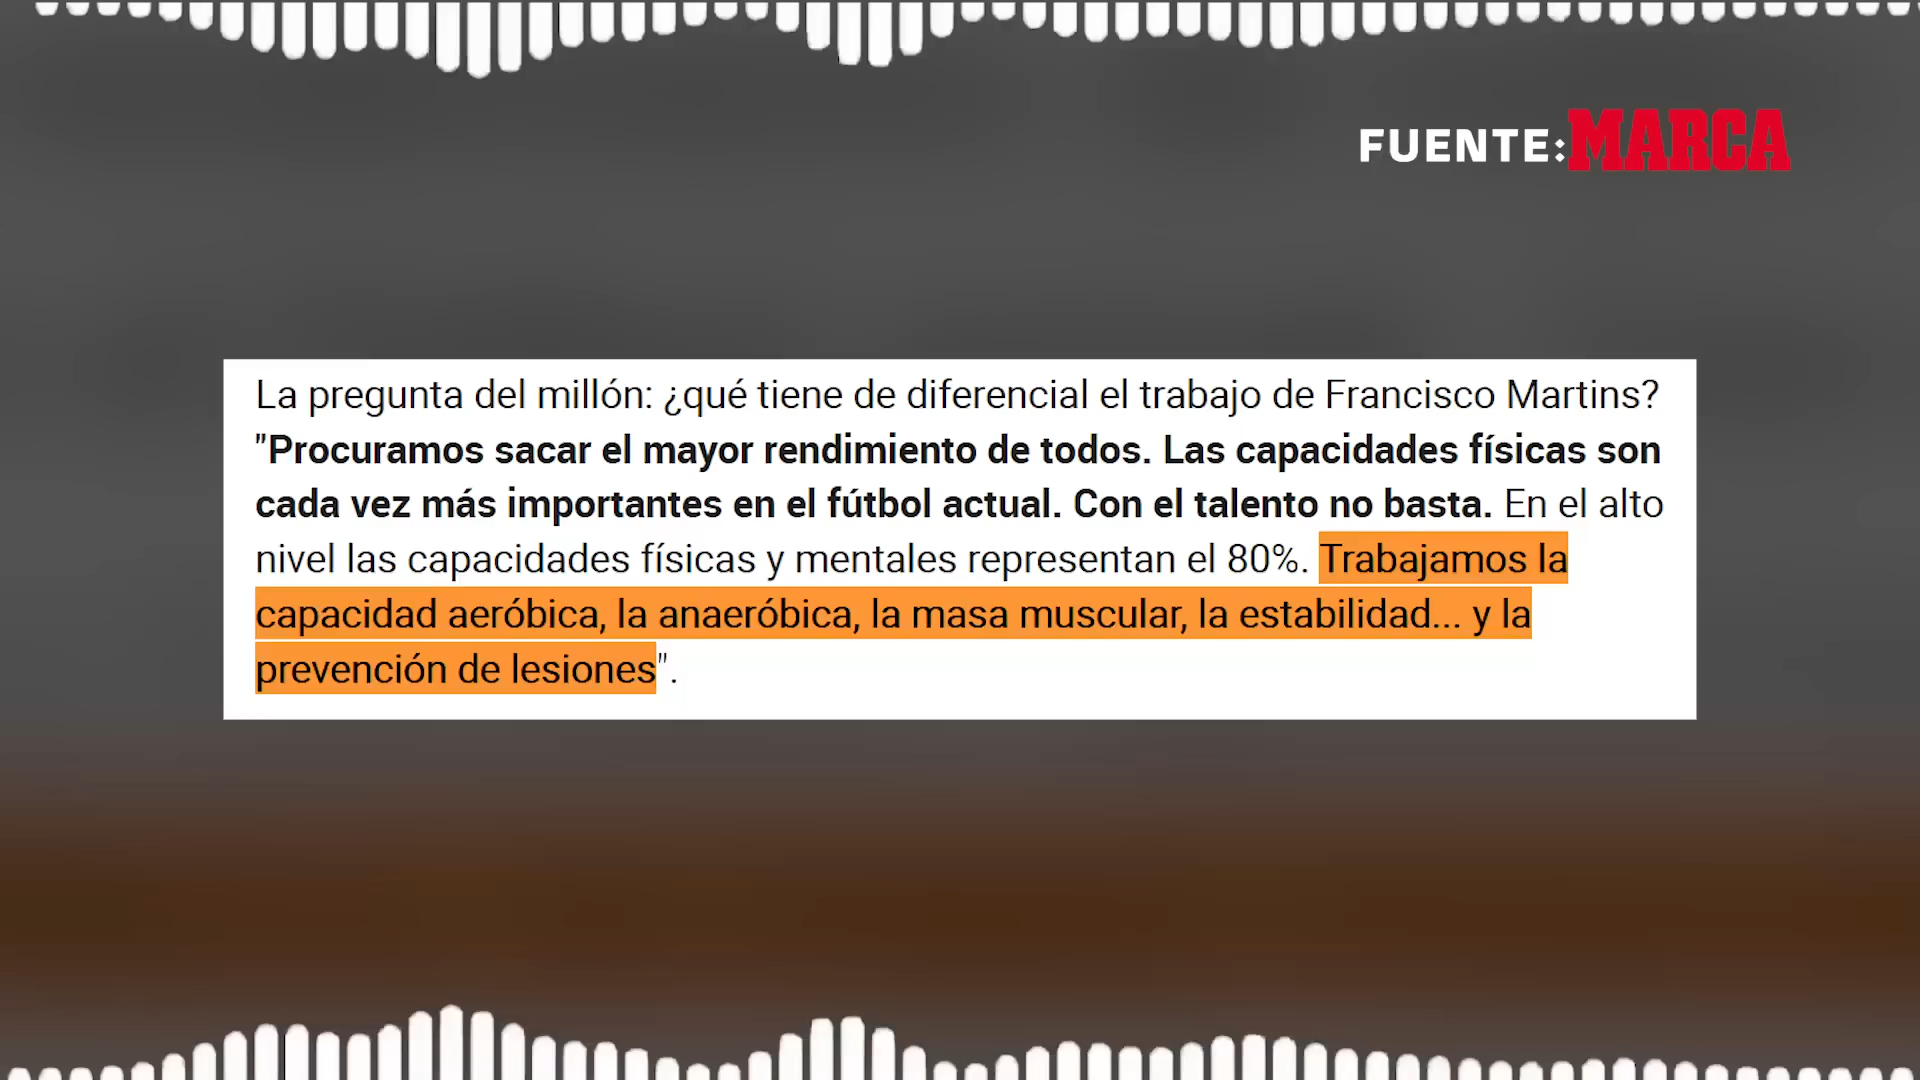 FUENTE: MARCA
La pregunta del millón: ¿qué tiene de diferencial el trabajo de Francisco Martins?
"Procuramos sacar el mayor rendimiento de todos. Las capacidades físicas son
cada vez más importantes en el fútbol actual. Con el talento no basta. En el alto
nivel las capacidades físicas y mentales representan el 80%. Trabajamos la
capacidad aeróbica, la anaeróbica, la masa muscular, la estabilidad... y la
prevención de lesiones".